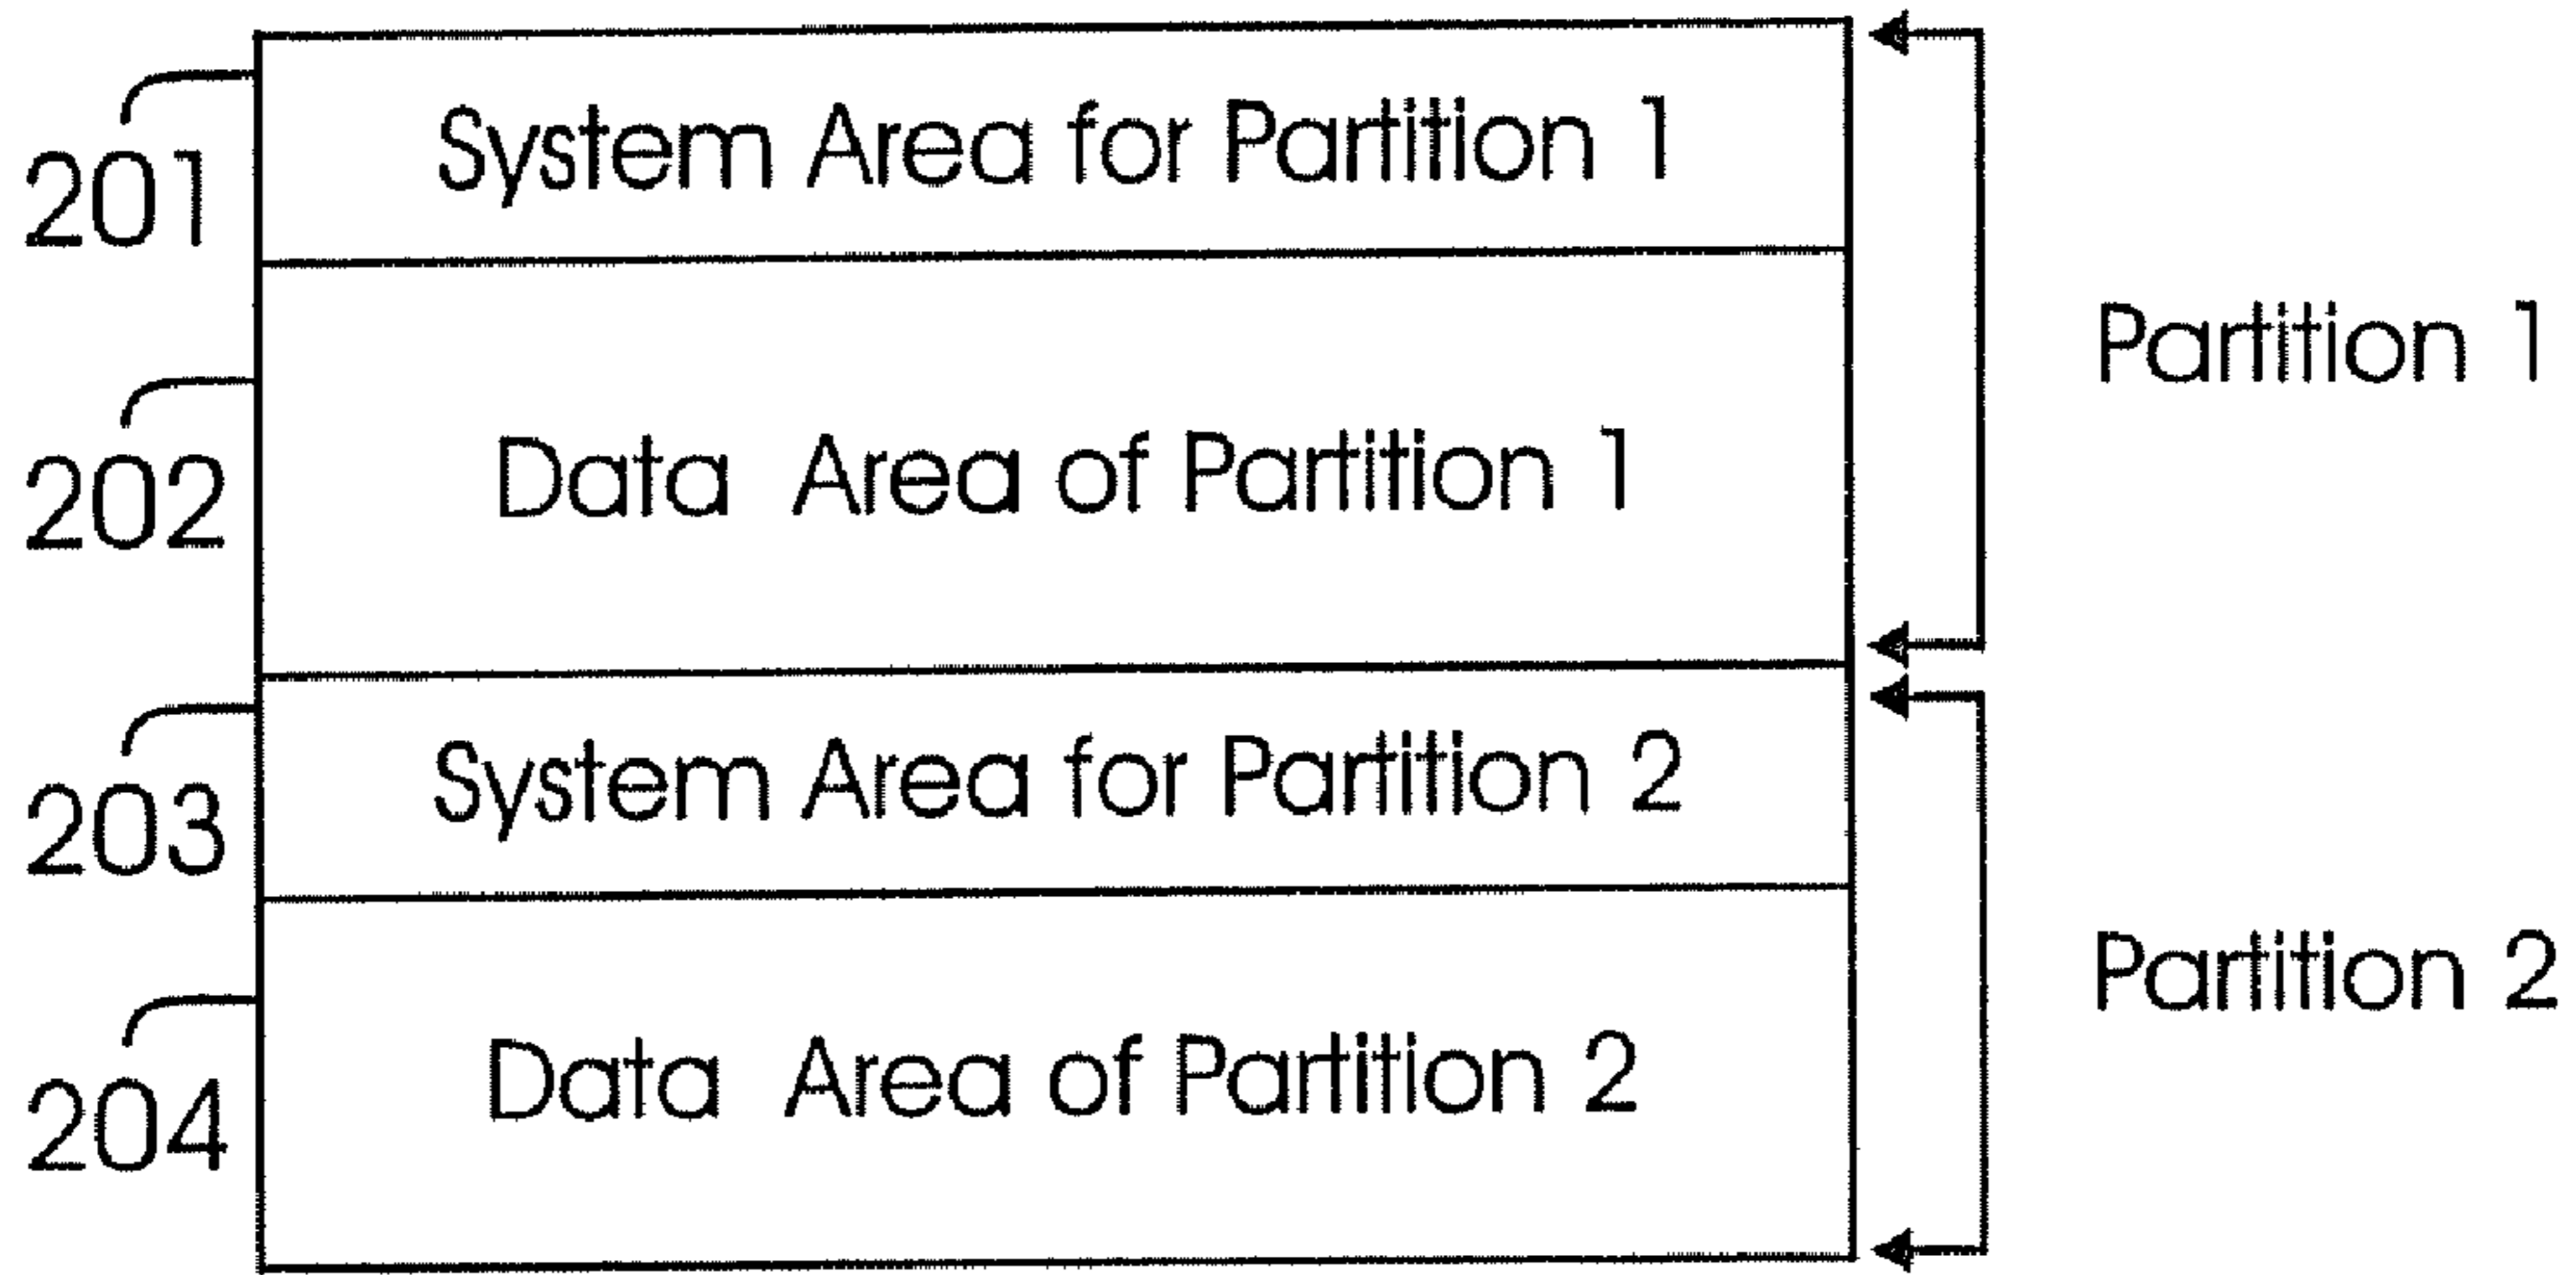 201
System Area for Partition 1
202
Data Area of Partition 1
Partition 1
203
System Area for Partition 2
204
Data Area of Partition 2
Partition 2